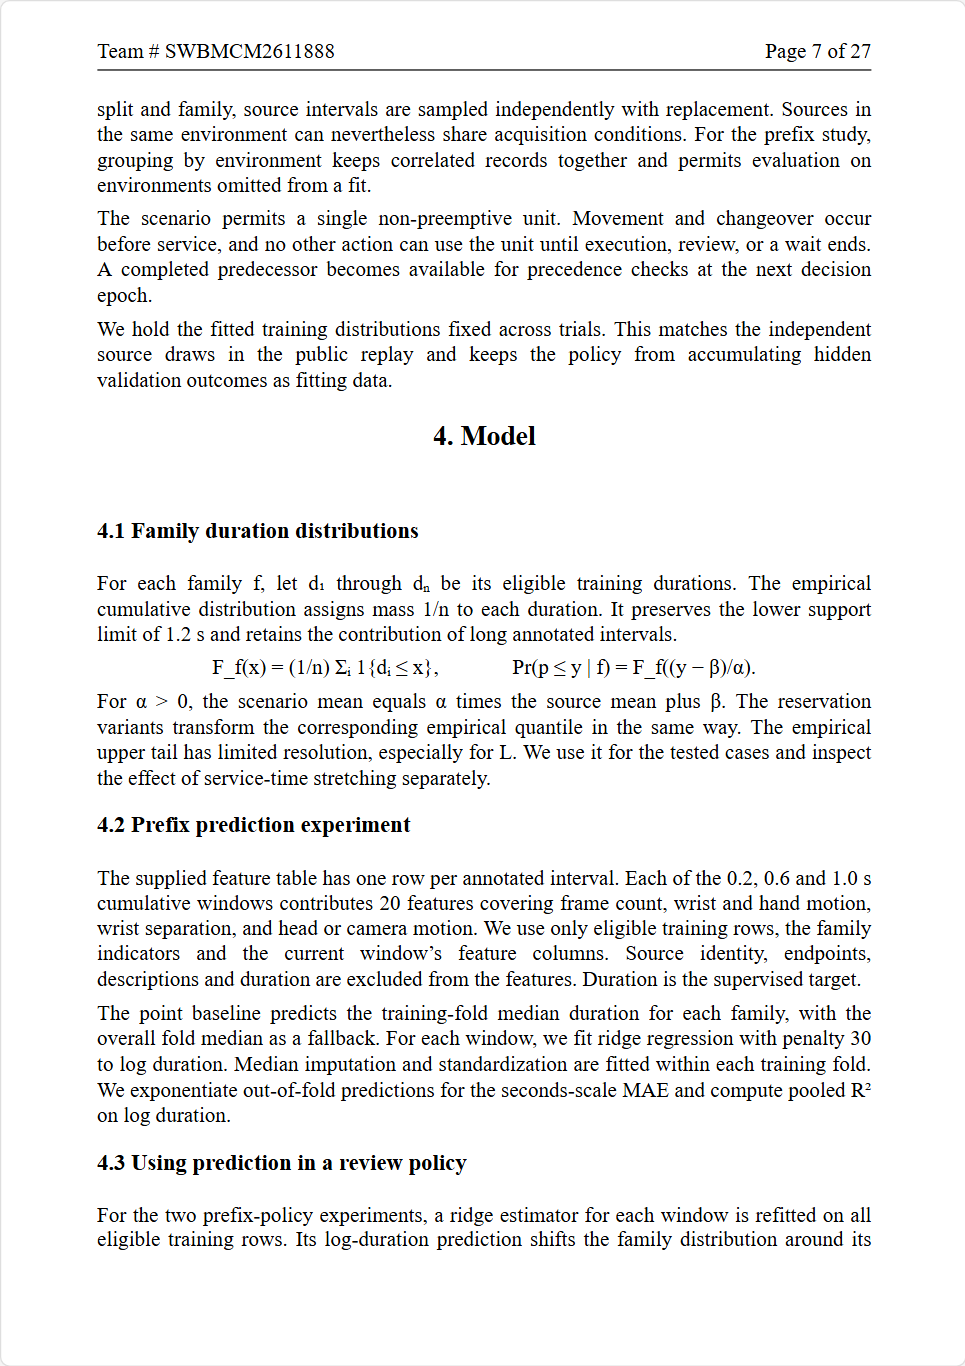 Team # SWBMCM2611888 Page 7 of 27
split and family, source intervals are sampled independently with replacement. Sources in
the same environment can nevertheless share acquisition conditions. For the prefix study,
grouping by environment keeps correlated records together and permits evaluation on
environments omitted from a fit.
The scenario permits a single non-preemptive unit. Movement and changeover occur
before service, and no other action can use the unit until execution, review, or a wait ends.
A completed predecessor becomes available for precedence checks at the next decision
epoch.
We hold the fitted training distributions fixed across trials. This matches the independent
source draws in the public replay and keeps the policy from accumulating hidden
validation outcomes as fitting data.
4. Model
4.1 Family duration distributions
For each family f, let d₁ through dₙ be its eligible training durations. The empirical
cumulative distribution assigns mass 1/n to each duration. It preserves the lower support
limit of 1.2 s and retains the contribution of long annotated intervals.
F_f(x) = (1/n) Σᵢ 1{dᵢ ≤ x}, Pr(p ≤ y | f) = F_f((y − β)/α).
For α > 0, the scenario mean equals α times the source mean plus β. The reservation
variants transform the corresponding empirical quantile in the same way. The empirical
upper tail has limited resolution, especially for L. We use it for the tested cases and inspect
the effect of service-time stretching separately.
4.2 Prefix prediction experiment
The supplied feature table has one row per annotated interval. Each of the 0.2, 0.6 and 1.0 s
cumulative windows contributes 20 features covering frame count, wrist and hand motion,
wrist separation, and head or camera motion. We use only eligible training rows, the family
indicators and the current window’s feature columns. Source identity, endpoints,
descriptions and duration are excluded from the features. Duration is the supervised target.
The point baseline predicts the training-fold median duration for each family, with the
overall fold median as a fallback. For each window, we fit ridge regression with penalty 30
to log duration. Median imputation and standardization are fitted within each training fold.
We exponentiate out-of-fold predictions for the seconds-scale MAE and compute pooled R²
on log duration.
4.3 Using prediction in a review policy
For the two prefix-policy experiments, a ridge estimator for each window is refitted on all
eligible training rows. Its log-duration prediction shifts the family distribution around its